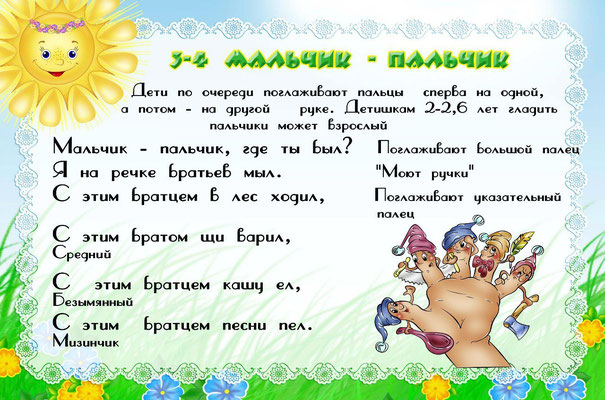 3-4 МАЛЬЧИК - ПАЛЬЧИК
Дети по очереди поглаживают пальцы сперва на одной,
а потом - на другой руке. Детишкам 2-2,6 лет гладить
пальчики может взрослый
Мальчик - пальчик, где ты был? Поглаживают большой палец
Я на речке братьев мыл. "Моют ручки"
С этим братцем в лес ходил, Поглаживают указательный
палец
С этим братом щи варил,
Средний
С этим братцем кашу ел,
Безымянный
С этим братцем песни пел.
Мизинчик